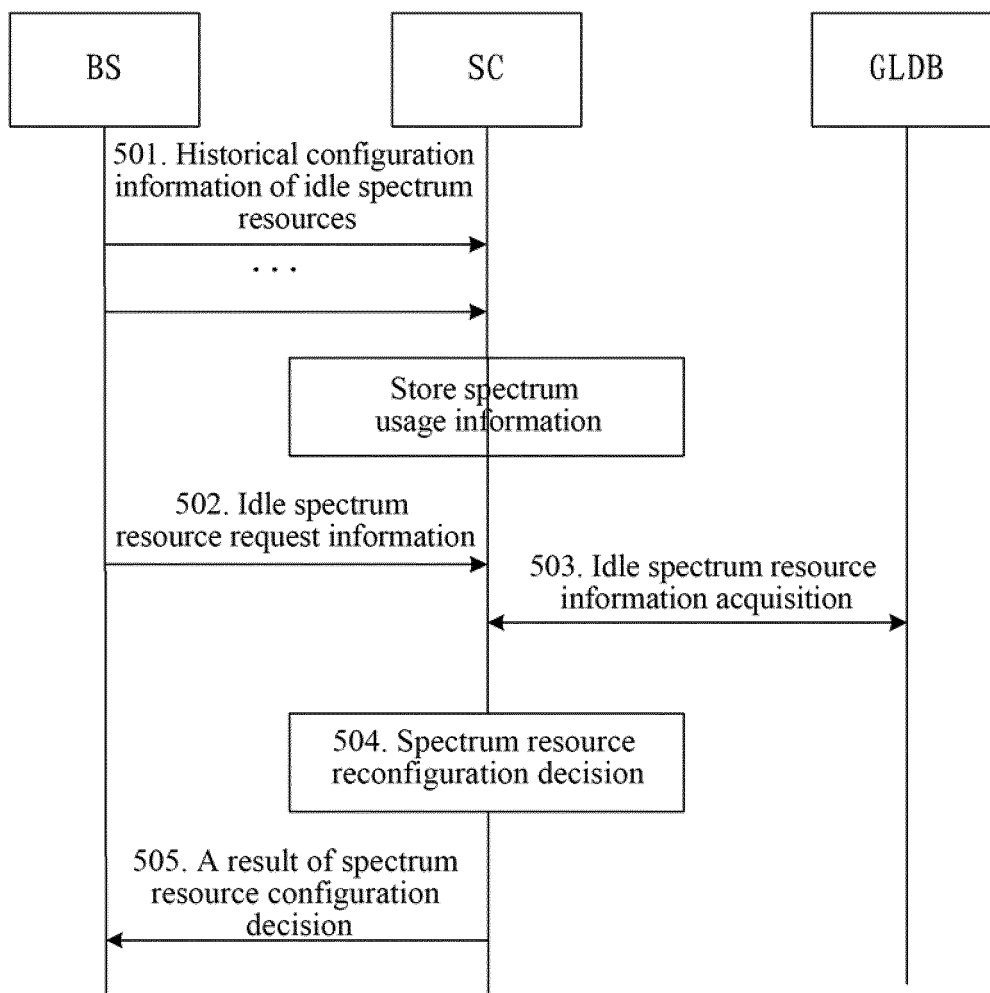 BS
SC
GLDB
501. Historical configuration
information of idle spectrum
resources
...
Store spectrum
usage information
502. Idle spectrum
resource request information
503. Idle spectrum resource
information acquisition
504. Spectrum resource
reconfiguration decision
505. A result of spectrum
resource configuration
decision